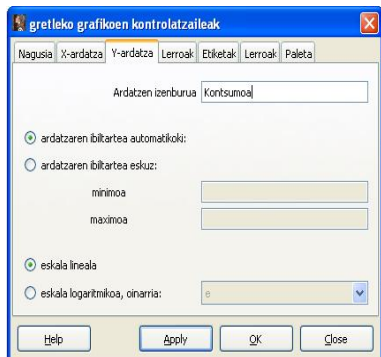 gretleko grafikoen kontrolatzaileak
Nagusia X-ardatza Y-ardatza Lerroak Etiketak Lerroak Paleta
Ardatzen izenburua Kontsumoa
ardatzaren ibiltartea automatikoki:
ardatzaren ibiltartea eskuz:
minimoa
maximoa
eskala lineala
eskala logaritmikoa, oinarria: e
Help Apply OK Close